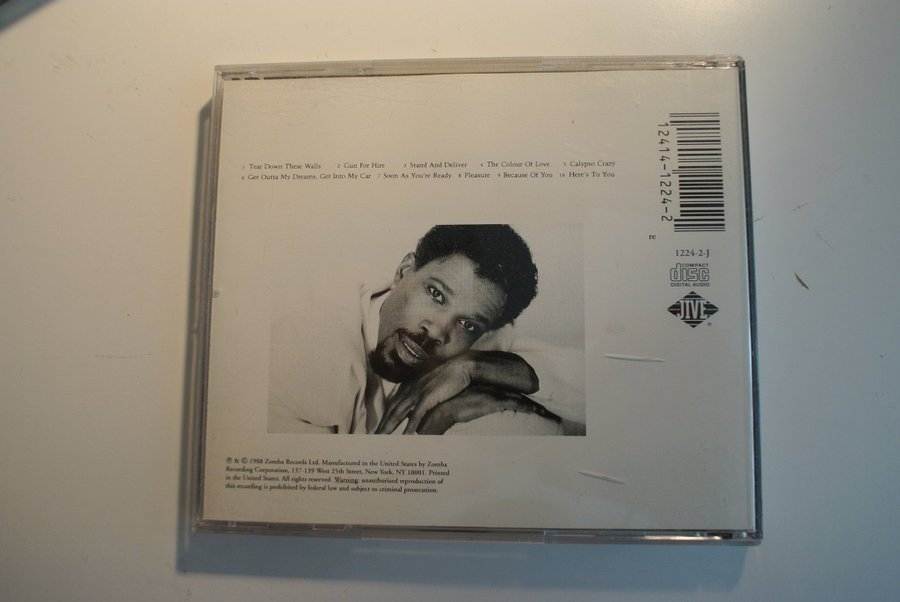 1 Tear Down These Walls 2 Gun For Hire 3 Stand And Deliver 4 The Colour Of Love 5 Calypso Crazy
6 Get Outta My Dreams, Get Into My Car 7 Soon As You're Ready 8 Pleasure 9 Because Of You 10 Here's To You
12414-1224-2
re
1224-2-J
COMPACT
disc
DIGITAL AUDIO
JIVE
®
℗ & © 1988 Zomba Records Ltd. Manufactured in the United States by Zomba
Recording Corporation, 137-139 West 25th Street, New York, NY 10001. Printed
in the United States. All rights reserved. Warning: unauthorized reproduction of
this recording is prohibited by federal law and subject to criminal prosecution.